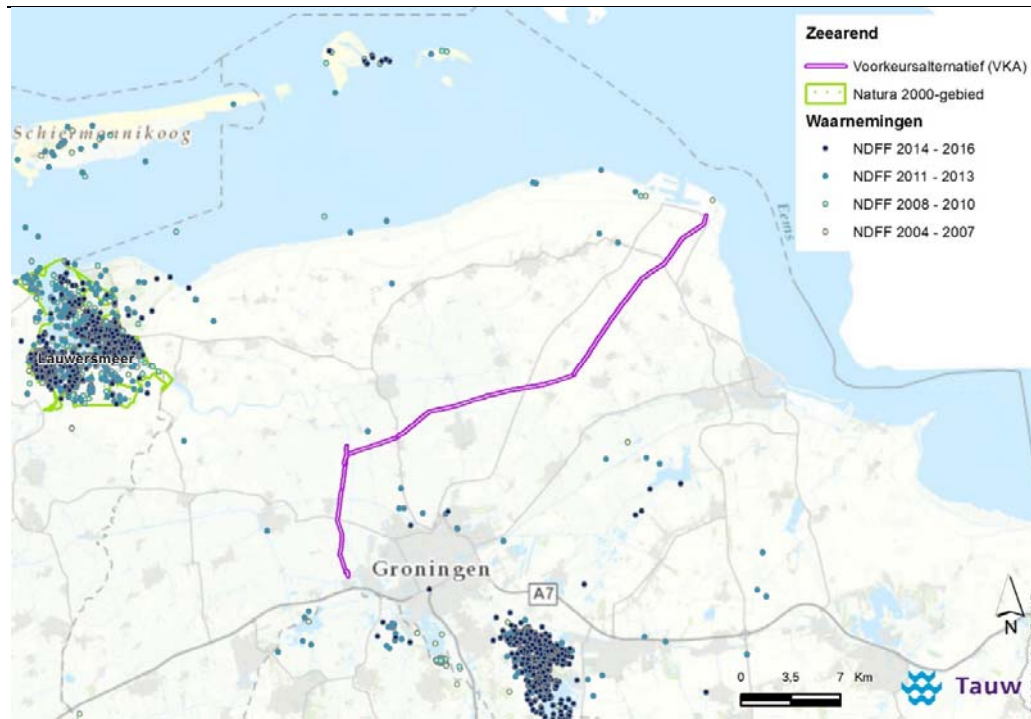 Zeearend
Voorkeursalternatief (VKA)
Natura 2000-gebied
Waarnemingen
NDFF 2014 - 2016
NDFF 2011 - 2013
NDFF 2008 - 2010
NDFF 2004 - 2007
Schiermonnikoog
Eems
Lauwersmeer
Groningen
A7
N
0 3,5 7 Km
Tauw